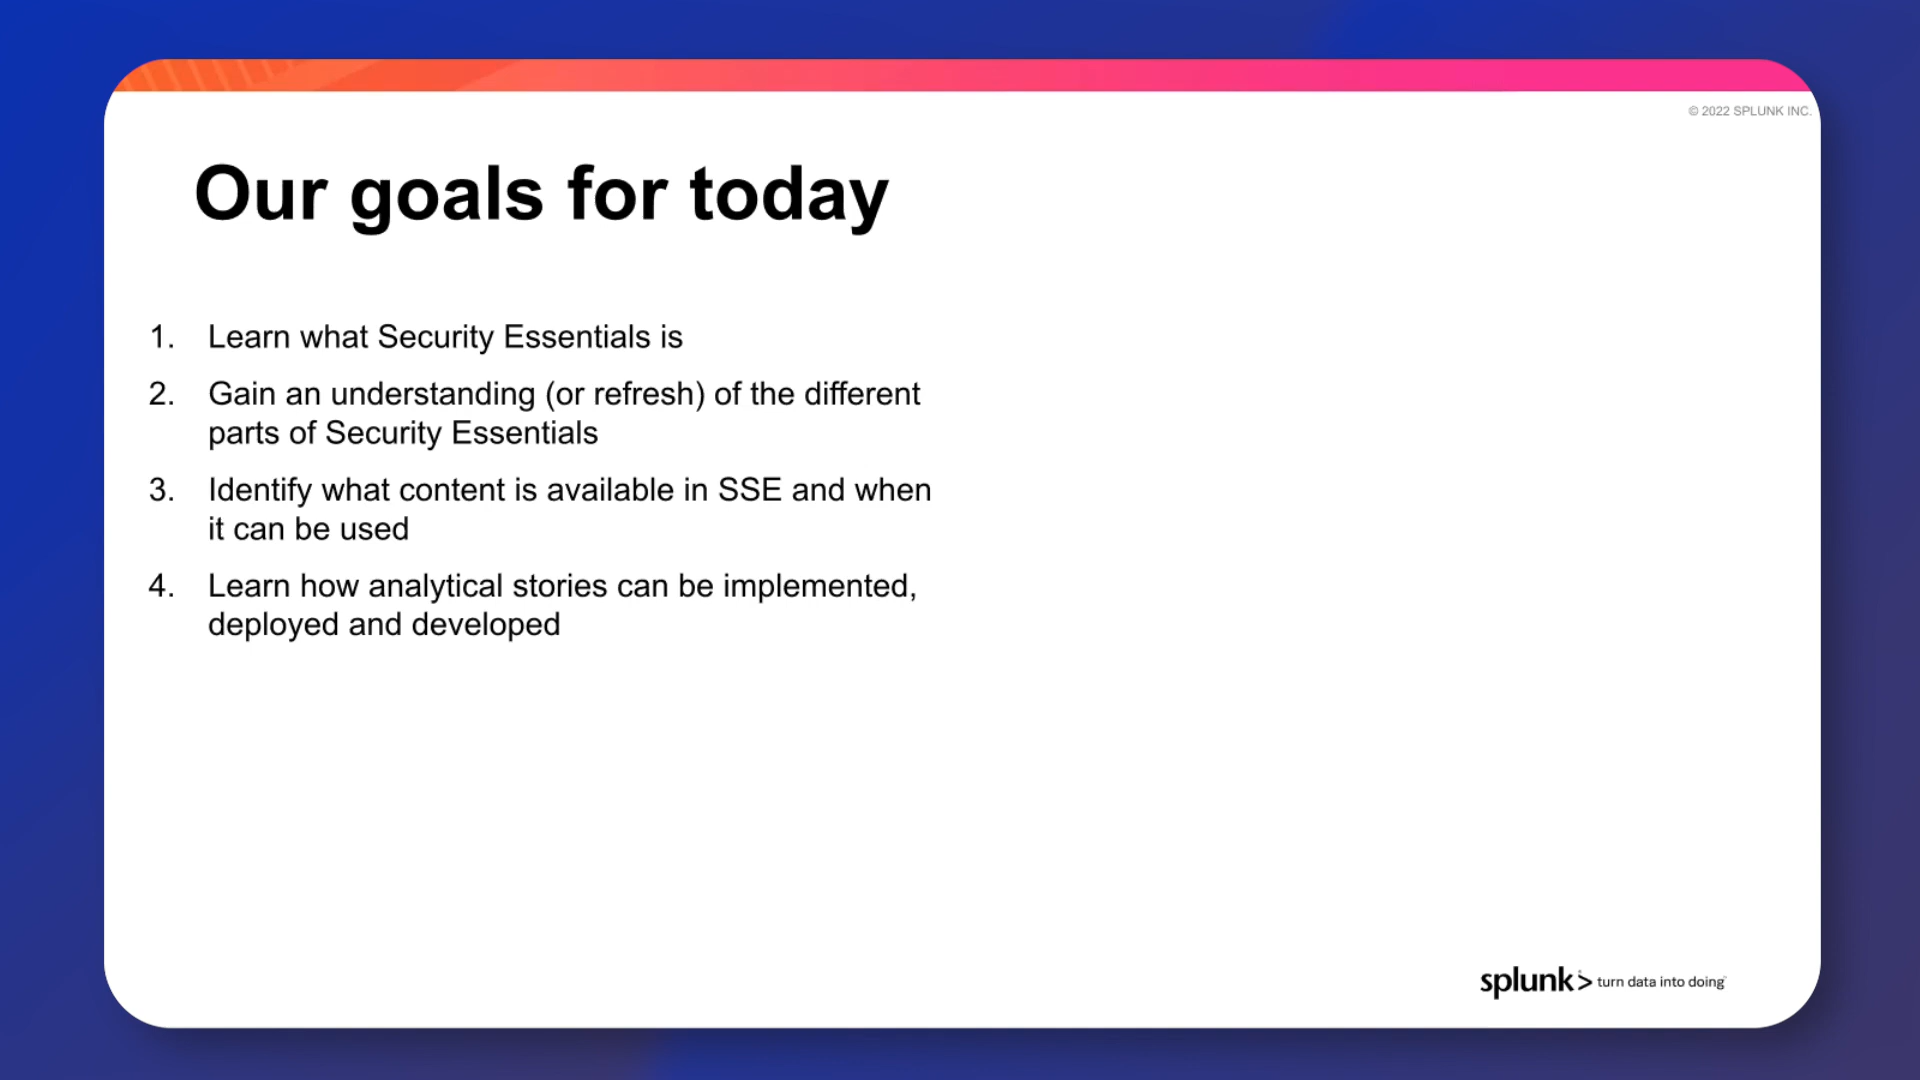 © 2022 SPLUNK INC.
Our goals for today
1. Learn what Security Essentials is
2. Gain an understanding (or refresh) of the different
parts of Security Essentials
3. Identify what content is available in SSE and when
it can be used
4. Learn how analytical stories can be implemented,
deployed and developed
splunk> turn data into doing